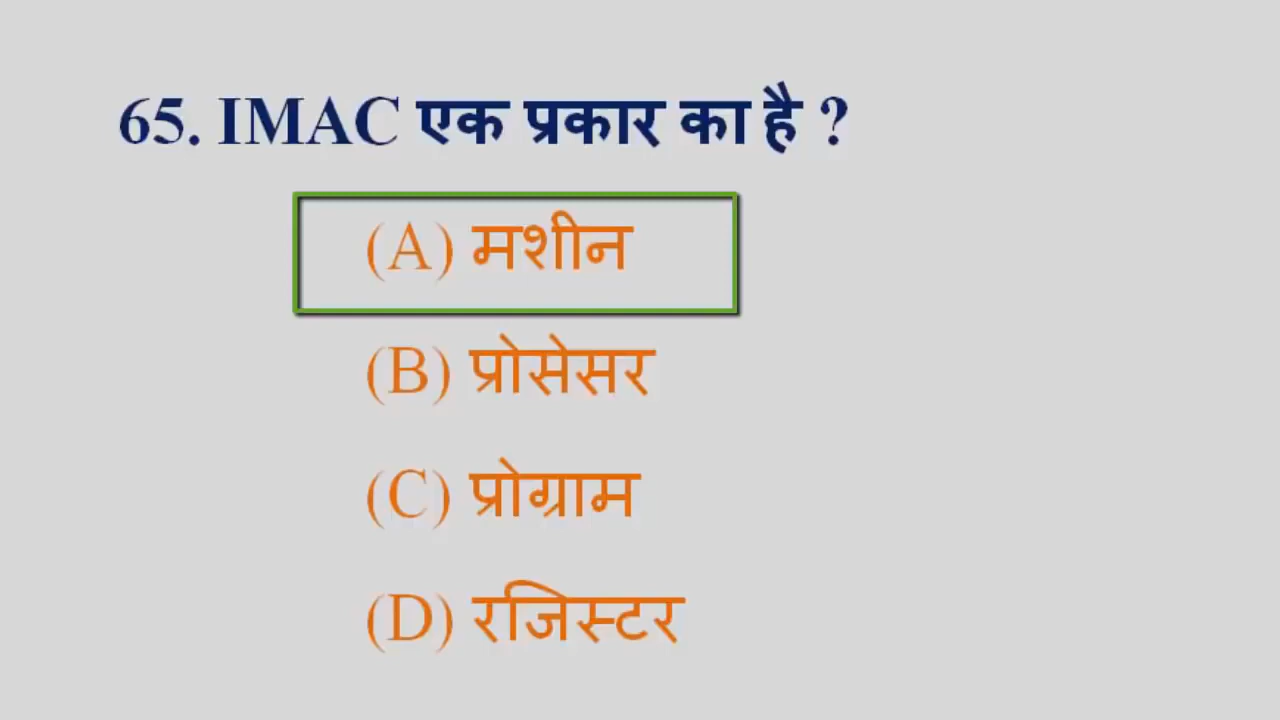 65. IMAC एक प्रकार का है ?
(A) मशीन
(B) प्रोसेसर
(C) प्रोग्राम
(D) रजिस्टर